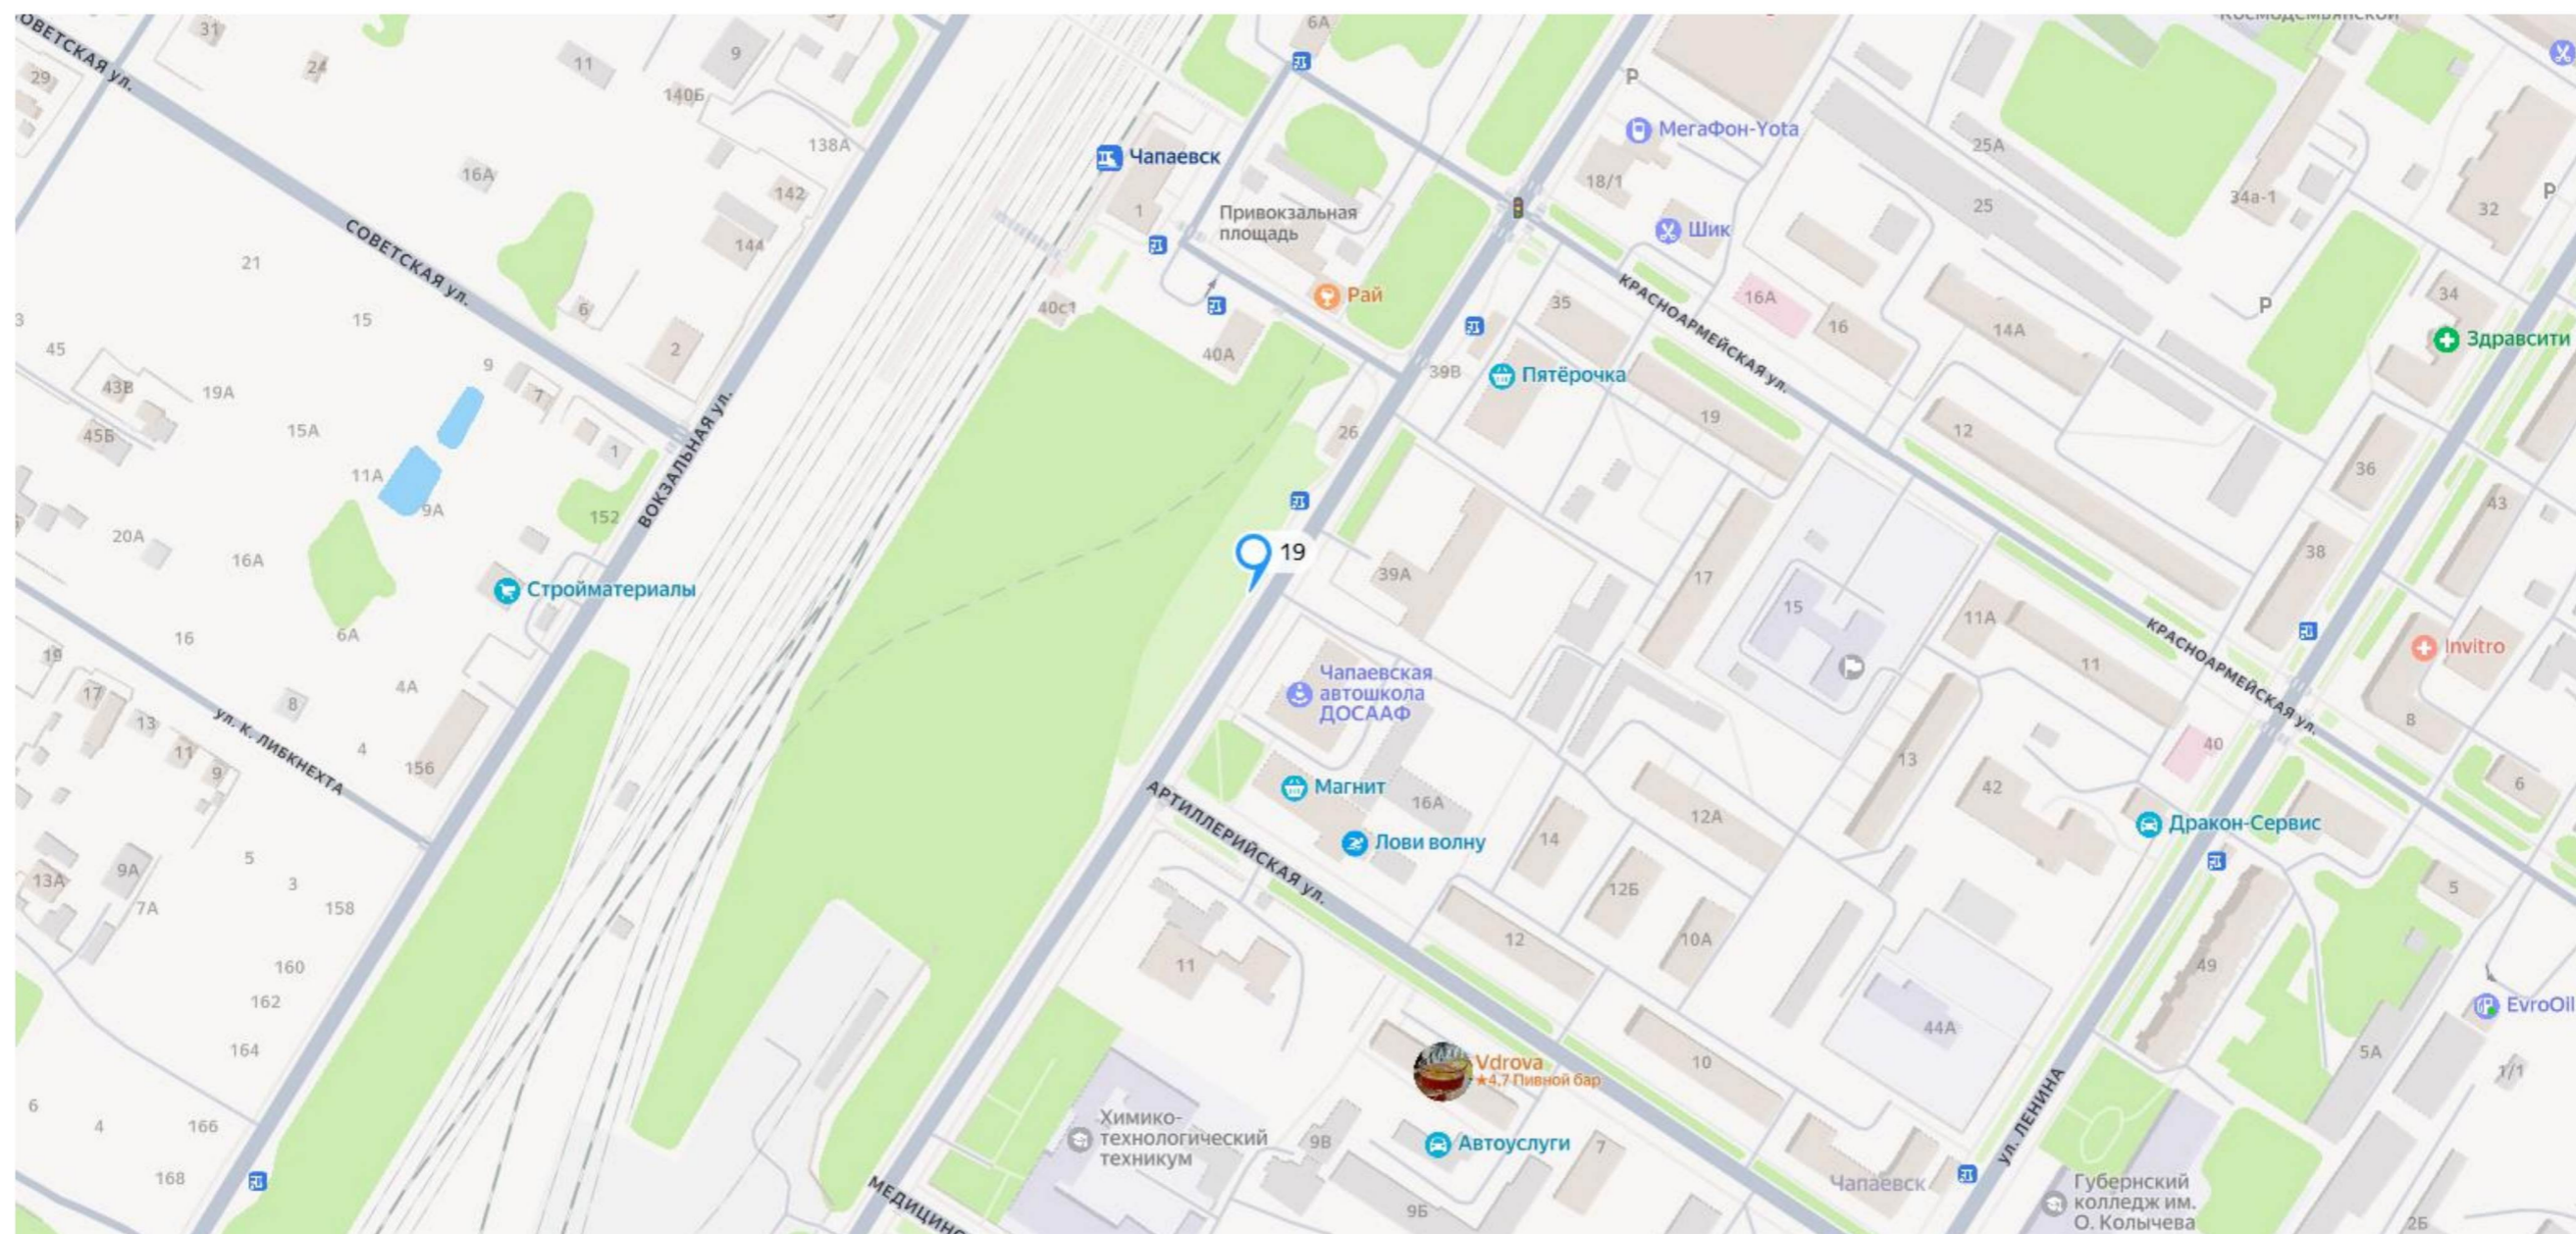 СОВЕТСКАЯ ул.
31
24
29
11
9
140Б
138А
6А
МегаФон-Yota
25А
32
P
P
P
Чапаевск
1
Привокзальная
площадь
18/1
Шик
25
34а-1
16А
142
144
21
СОВЕТСКАЯ ул.
15
6
2
40с1
40А
Рай
35
КРАСНОАРМЕЙСКАЯ ул.
16А
16
14А
34
Здравсити
3
45
43В
19А
9
7
39В
Пятёрочка
19
12
26
45Б
15А
1
11А
9А
152
ВОКЗАЛЬНАЯ ул.
36
43
20А
16А
19
39А
17
15
38
Стройматериалы
11А
КРАСНОАРМЕЙСКАЯ ул.
Invitro
16
6А
19
17
13
11
9
8
4А
4
156
ул. К. ЛИБКНЕХТА
Чапаевская
автошкола
ДОСААФ
11
8
40
13
42
6
Магнит
16А
АРТИЛЛЕРИЙСКАЯ ул.
Лови волну
14
12А
Дракон-Сервис
12Б
5
3
13А
9А
7А
158
12
10А
11
49
5
160
162
164
44А
EvroOil
5А
1/1
Vdrova
★4,7 Пивной бар
10
ул. ЛЕНИНА
6
4
166
168
Химико-
технологический
техникум
9В
Автоуслуги
7
9Б
Чапаевск
Губернский
колледж им.
О. Колычева
2Б